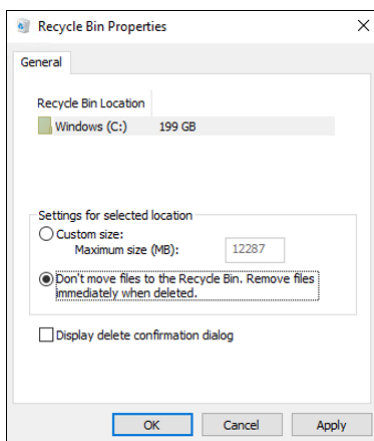 Recycle Bin Properties
General
Recycle Bin Location
Windows (C:) 199 GB
Settings for selected location
Custom size:
Maximum size (MB): 12287
Don't move files to the Recycle Bin. Remove files
immediately when deleted.
Display delete confirmation dialog
OK Cancel Apply